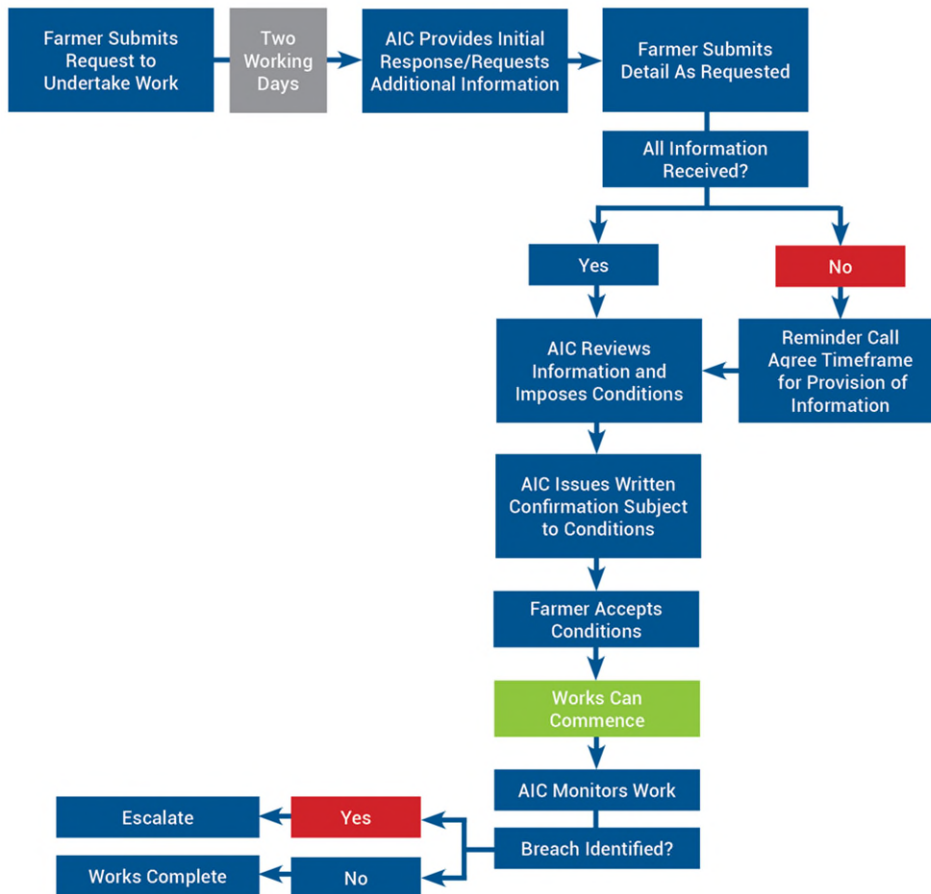 Farmer Submits
Request to
Undertake Work
Two
Working
Days
AIC Provides Initial
Response/Requests
Additional Information
Farmer Submits
Detail As Requested
All Information
Received?
Yes
No
AIC Reviews
Information and
Imposes Conditions
Reminder Call
Agree Timeframe
for Provision of
Information
AIC Issues Written
Confirmation Subject
to Conditions
Farmer Accepts
Conditions
Works Can
Commence
AIC Monitors Work
Breach Identified?
Yes
Escalate
No
Works Complete